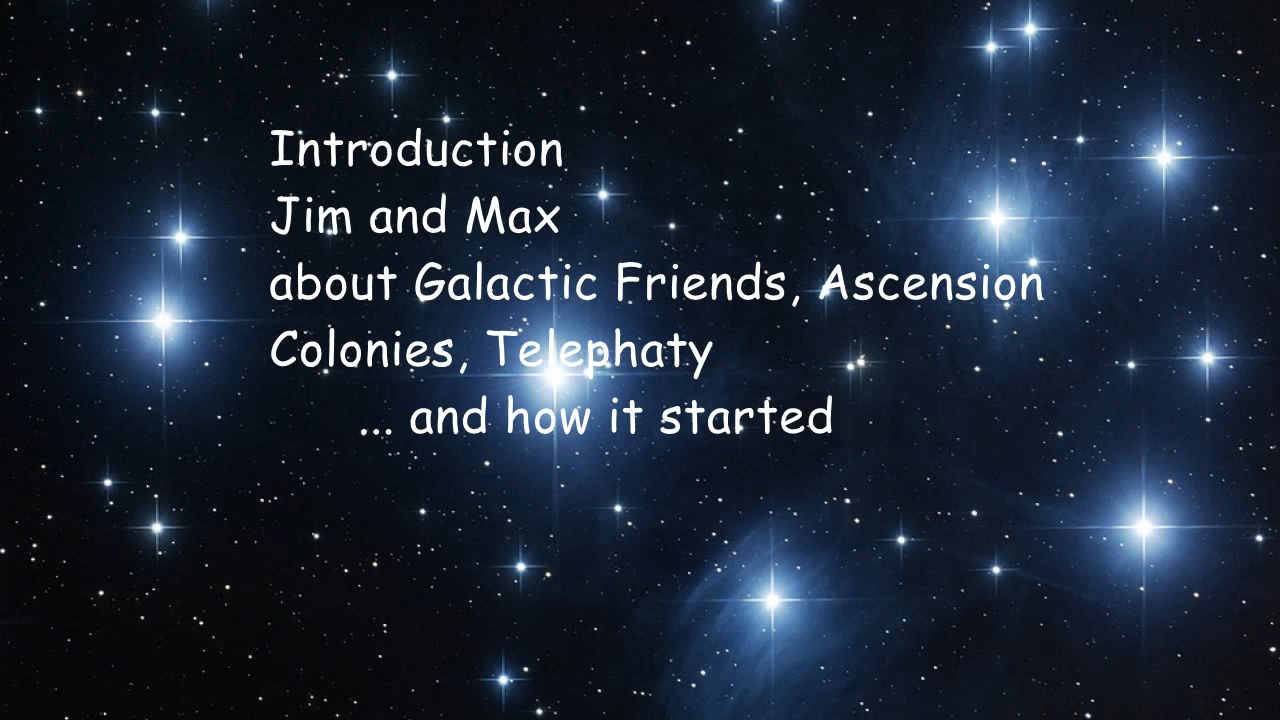 Introduction
Jim and Max
about Galactic Friends, Ascension
Colonies, Telephaty
... and how it started